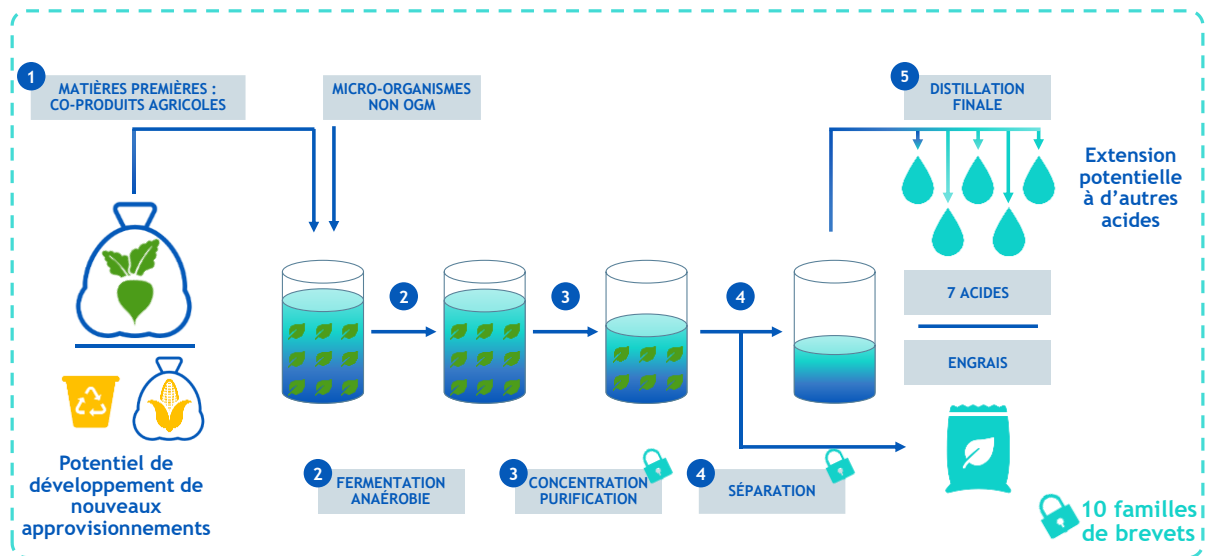 1
MATIÈRES PREMIÈRES :
CO-PRODUITS AGRICOLES
MICRO-ORGANISMES
NON OGM
5
DISTILLATION
FINALE
Extension
potentielle
à d’autres
acides
2
3
4
7 ACIDES
ENGRAIS
Potentiel de
développement de
nouveaux
approvisionnements
2
FERMENTATION
ANAÉROBIE
3
CONCENTRATION
PURIFICATION
4
SÉPARATION
10 familles
de brevets